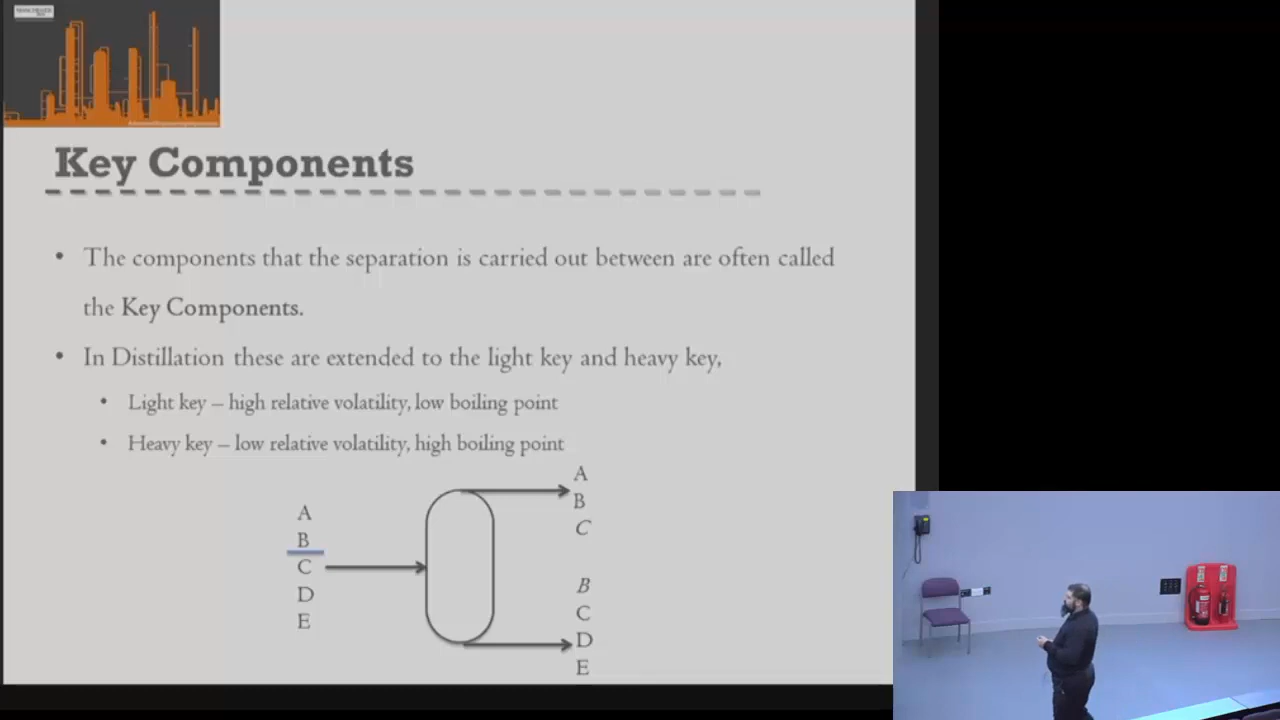 Key Components
• The components that the separation is carried out between are often called
the Key Components.
• In Distillation these are extended to the light key and heavy key,
• Light key – high relative volatility, low boiling point
• Heavy key – low relative volatility, high boiling point
A
B
C
D
E
A
B
C
B
C
D
E